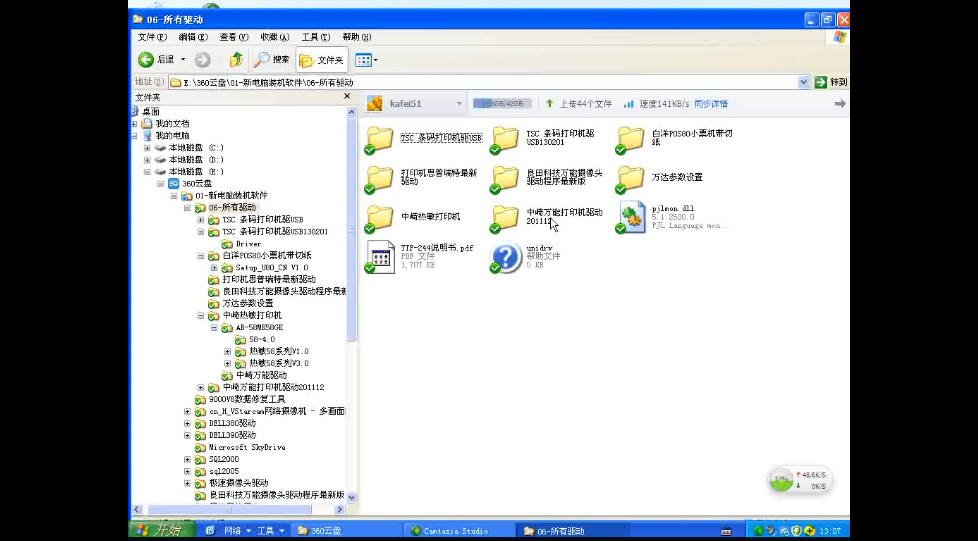 06-所有驱动
文件(F) 编辑(E) 查看(V) 收藏(A) 工具(T) 帮助(H)
后退 搜索 文件夹
地址(D) E:\360云盘\01-新电脑装机软件\06-所有驱动 转到
文件夹
桌面
我的文档
我的电脑
本地磁盘 (C:)
本地磁盘 (D:)
本地磁盘 (E:)
360云盘
01-新电脑装机软件
06-所有驱动
TSC 条码打印机驱USB
TSC 条码打印机驱USB130201
Driver
白洋POS80小票机带切纸
Setup_U80_CN V1.0
打印机思普瑞特最新驱动
良田科技万能摄像头驱动程序最新
万达参数设置
中崎热敏打印机
AB-58MK58GK
58-4.0
热敏58系列V1.0
热敏58系列V3.0
中崎万能驱动
中崎万能打印机驱动201112
9000V8数据修复工具
cn_H_VStarcam网络摄像机 - 多画面
DELL380驱动
DELL390驱动
Microsoft SkyDrive
SQL2000
sql2005
极速摄像头驱动
良田科技万能摄像头驱动程序最新版
kafei51
上传44个文件 速度141KB/s 同步详情
TSC 条码打印机驱USB
TSC 条码打印机驱
USB130201
白洋POS80小票机带切
纸
打印机思普瑞特最新
驱动
良田科技万能摄像头
驱动程序最新版
万达参数设置
中崎热敏打印机
中崎万能打印机驱动
201112
pjlmon.dll
5.1.2600.0
PJL Language mon...
TTP-244说明书.pdf
PDF 文件
1,707 KB
unidrv
帮助文件
0 KB
37%
48.6K/S
0K/S
开始 网络 工具 360云盘 Camtasia Studio 06-所有驱动 13:07